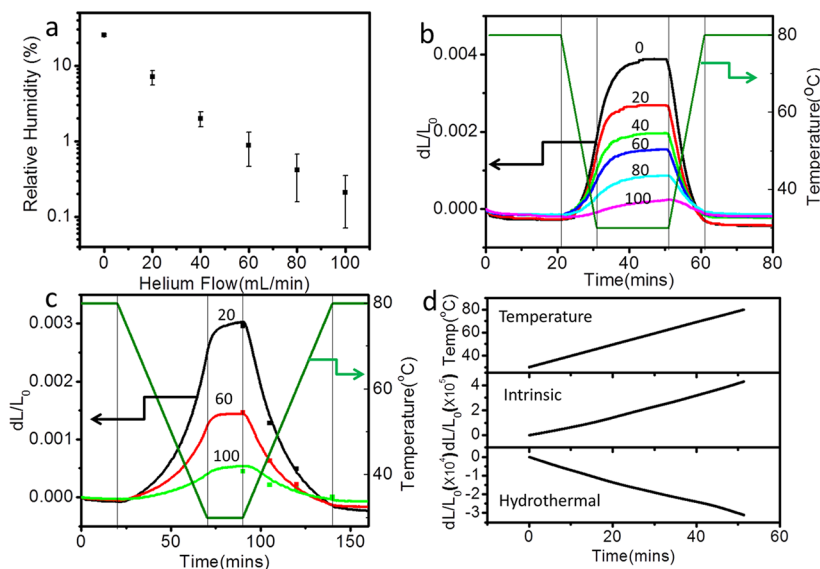 a
Relative Humidity (%)
10
1
0.1
0 20 40 60 80 100
Helium Flow(mL/min)
b
dL/L0
0.004
0.002
0.000
0
20
40
60
80
100
80
60
40
Temperature(°C)
0 20 40 60 80
Time(mins)
c
dL/L0
0.003
0.002
0.001
0.000
20
60
100
80
60
40
Temperature(°C)
0 50 100 150
Time(mins)
d
Temp(°C)
80
60
40
Temperature
dL/L0(X10⁵)
4
2
0
Intrinsic
dL/L0(X10⁴)
0
-1
-2
-3
Hydrothermal
0 20 40 60
Time(mins)